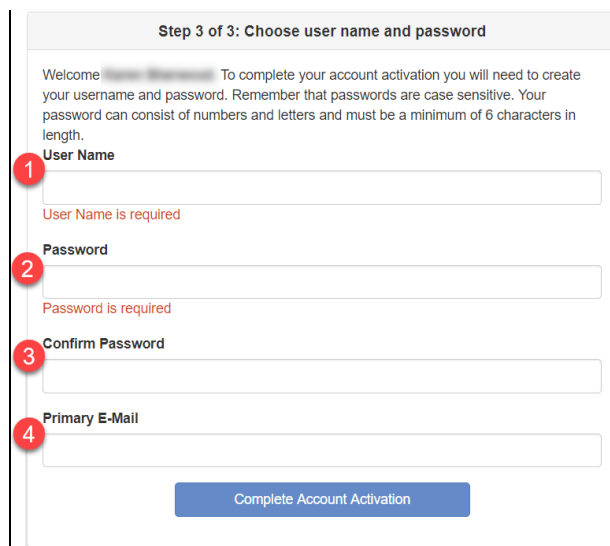 Step 3 of 3: Choose user name and password
Welcome To complete your account activation you will need to create
your username and password. Remember that passwords are case sensitive. Your
password can consist of numbers and letters and must be a minimum of 6 characters in
length.
User Name
1
User Name is required
Password
2
Password is required
Confirm Password
3
Primary E-Mail
4
Complete Account Activation